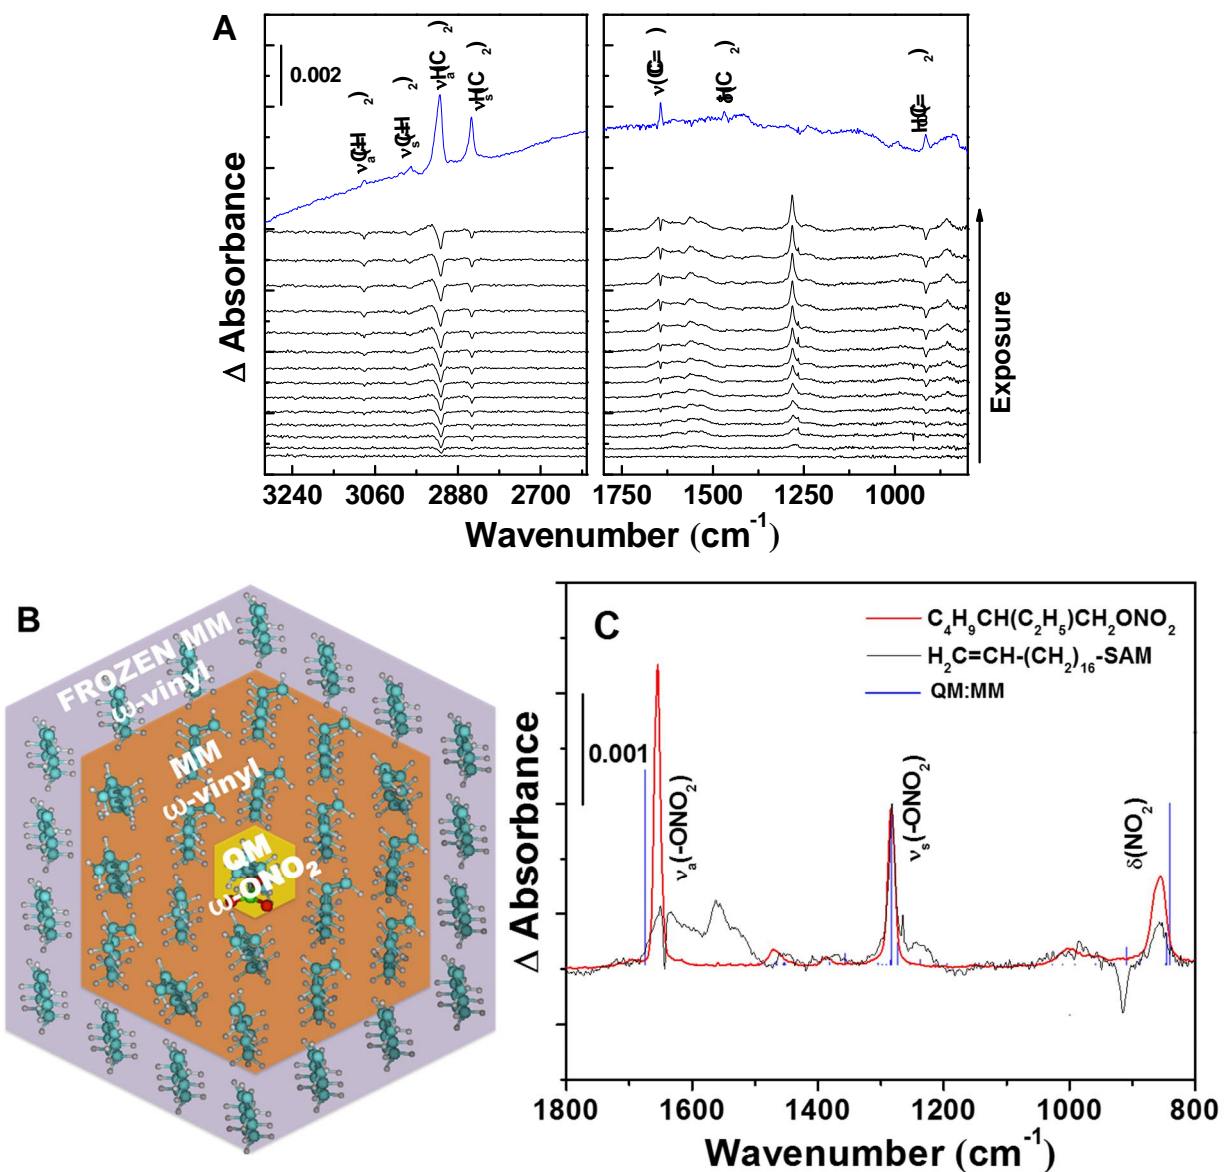 A
0.002
Δ Absorbance
Exposure
3240 3060 2880 2700 1750 1500 1250 1000
Wavenumber (cm⁻¹)
B
FROZEN MM
ω-vinyl
MM
ω-vinyl
QM
ω-ONO₂
C
C₄H₉CH(C₂H₅)CH₂ONO₂
H₂C=CH-(CH₂)₁₆-SAM
QM:MM
0.001
νₐ(-ONO₂)
νₛ(-ONO₂)
δ(NO₂)
Δ Absorbance
1800 1600 1400 1200 1000 800
Wavenumber (cm⁻¹)